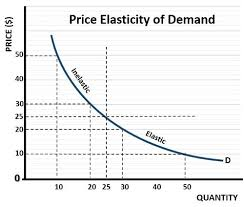 Price Elasticity of Demand
PRICE ($)
50
40
30
25
20
10
0
Inelastic
Elastic
D
10 20 25 30 40 50
QUANTITY